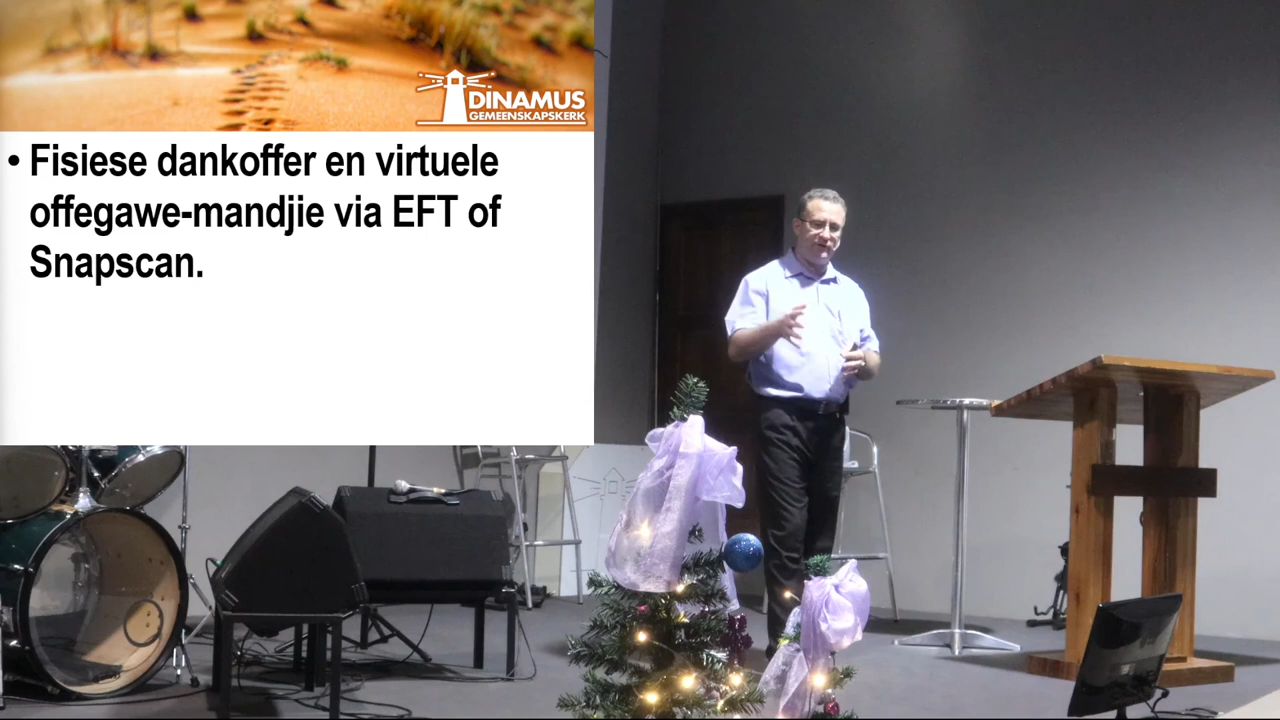 DINAMUS
GEMEENSKAPSKERK
• Fisiese dankoffer en virtuele
offegawe-mandjie via EFT of
Snapscan.